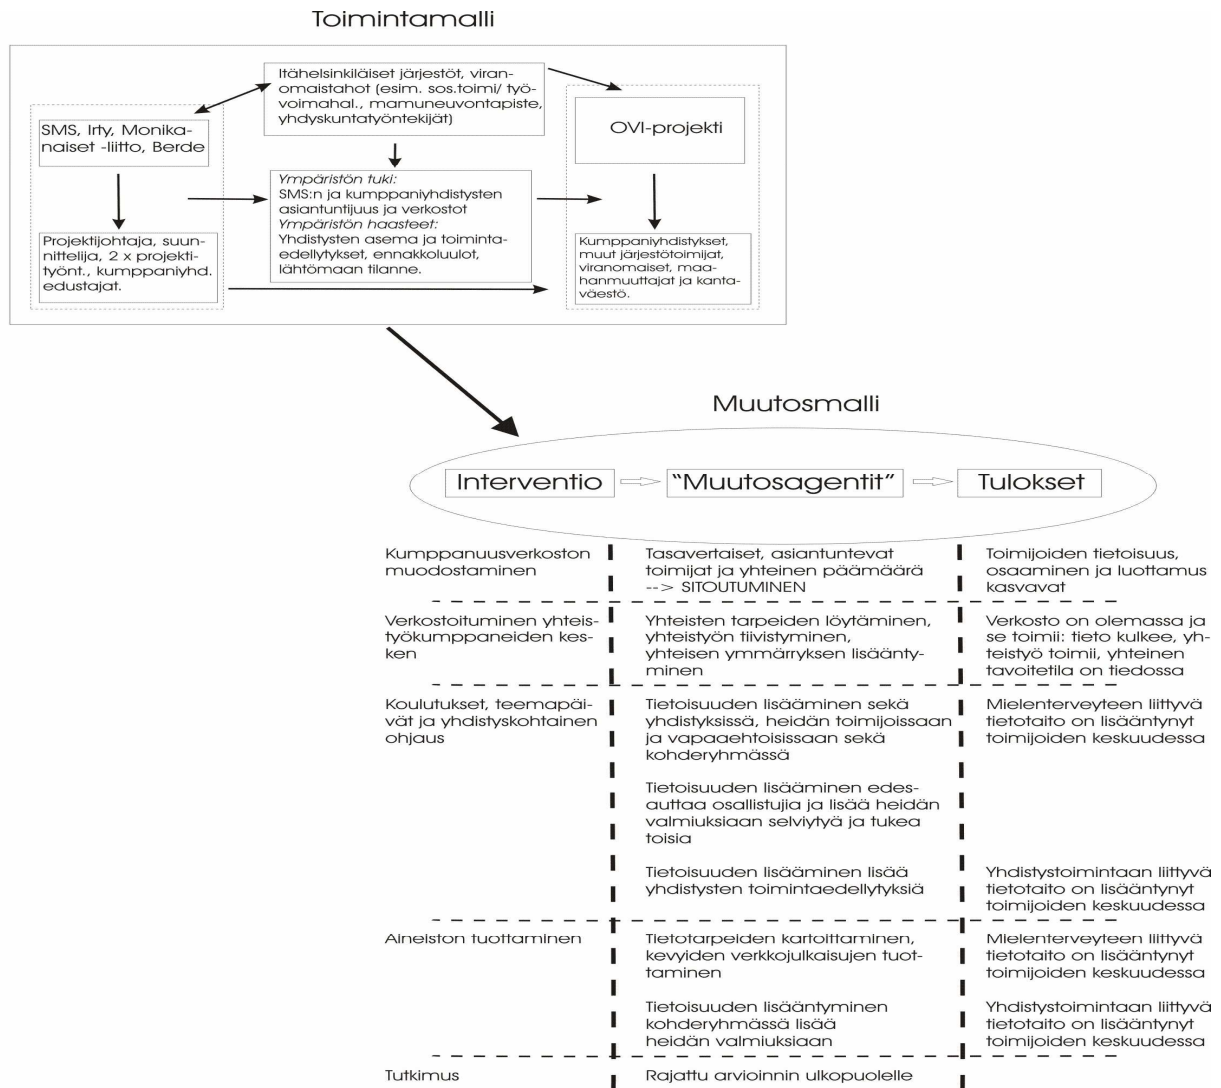 Toimintamalli
Itähelsinkiläiset järjestöt, viran-
omaistahot (esim. sos.toimi/ työ-
voimahal., mamuneuvontapiste,
yhdyskuntatyöntekijät)
SMS, Irty, Monika-
naiset -liitto, Berde
OVI-projekti
Ympäristön tuki:
SMS:n ja kumppaniyhdistysten
asiantuntijuus ja verkostot
Ympäristön haasteet:
Yhdistysten asema ja toiminta-
edellytykset, ennakkoluulot,
lähtömaan tilanne.
Projektijohtaja, suun-
nittelija, 2 x projekti-
työnt., kumppaniyhd.
edustajat.
Kumppaniyhdistykset,
muut järjestötoimijat,
viranomaiset, maa-
hanmuuttajat ja kanta-
väestö.
Muutosmalli
Interventio
"Muutosagentit"
Tulokset
Kumppanuusverkoston
muodostaminen
Tasavertaiset, asiantuntevat
toimijat ja yhteinen päämäärä
--> SITOUTUMINEN
Toimijoiden tietoisuus,
osaaminen ja luottamus
kasvavat
Verkostoituminen yhteis-
työkumppaneiden kes-
ken
Yhteisten tarpeiden löytäminen,
yhteistyön tiivistyminen,
yhteisen ymmärryksen lisäänty-
minen
Verkosto on olemassa ja
se toimii: tieto kulkee, yh-
teistyö toimii, yhteinen
tavoitetila on tiedossa
Koulutukset, teemapäi-
vät ja yhdistyskohtainen
ohjaus
Tietoisuuden lisääminen sekä
yhdistyksissä, heidän toimijoissaan
ja vapaaehtoisissaan sekä
kohderyhmässä
Mielenterveyteen liittyvä
tietotaito on lisääntynyt
toimijoiden keskuudessa
Tietoisuuden lisääminen edes-
auttaa osallistujia ja lisää heidän
valmiuksiaan selviytyä ja tukea
toisia
Tietoisuuden lisääminen lisää
yhdistysten toimintaedellytyksiä
Yhdistystoimintaan liittyvä
tietotaito on lisääntynyt
toimijoiden keskuudessa
Aineiston tuottaminen
Tietotarpeiden kartoittaminen,
kevyiden verkkojulkaisujen tuot-
taminen
Mielenterveyteen liittyvä
tietotaito on lisääntynyt
toimijoiden keskuudessa
Tietoisuuden lisääntyminen
kohderyhmässä lisää
heidän valmiuksiaan
Yhdistystoimintaan liittyvä
tietotaito on lisääntynyt
toimijoiden keskuudessa
Tutkimus
Rajattu arvioinnin ulkopuolelle